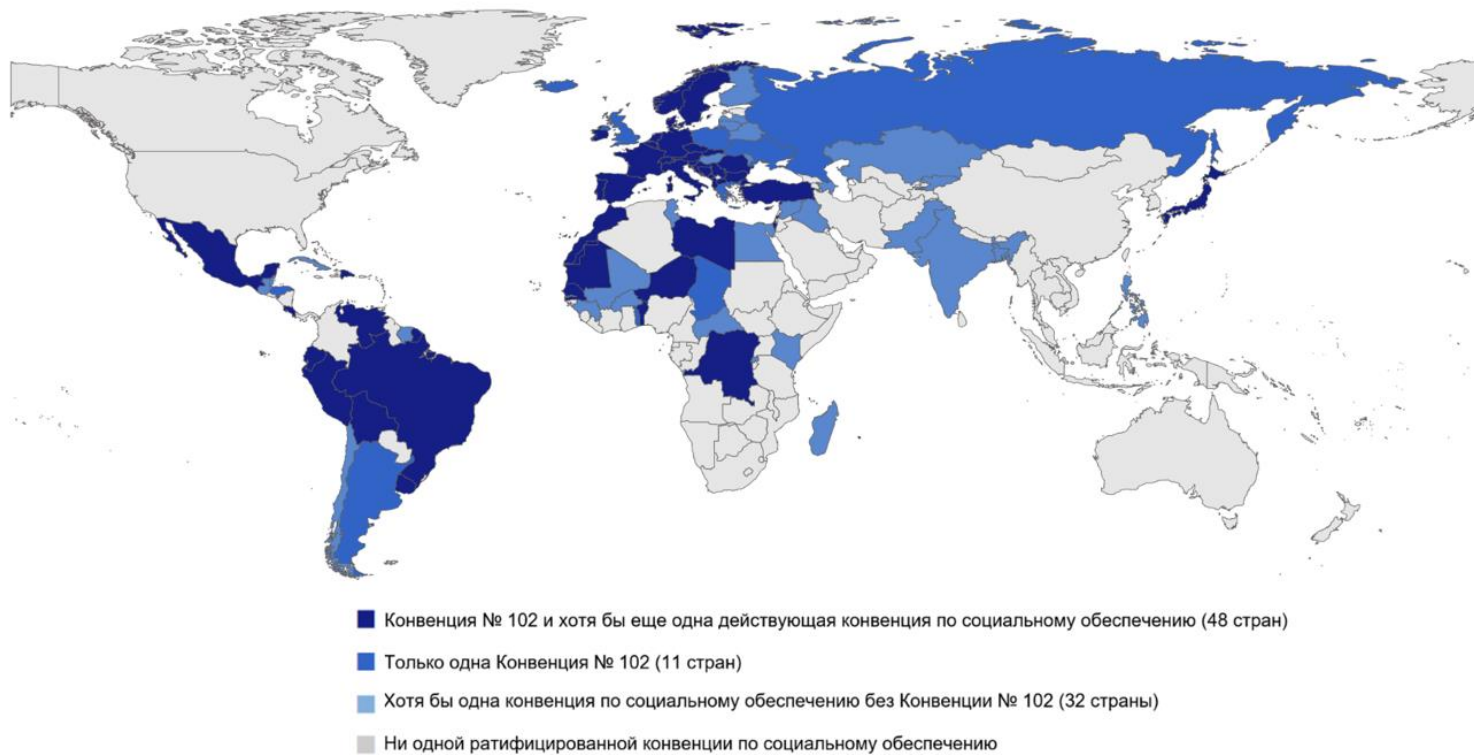 Конвенция № 102 и хотя бы еще одна действующая конвенция по социальному обеспечению (48 стран)
Только одна Конвенция № 102 (11 стран)
Хотя бы одна конвенция по социальному обеспечению без Конвенции № 102 (32 страны)
Ни одной ратифицированной конвенции по социальному обеспечению